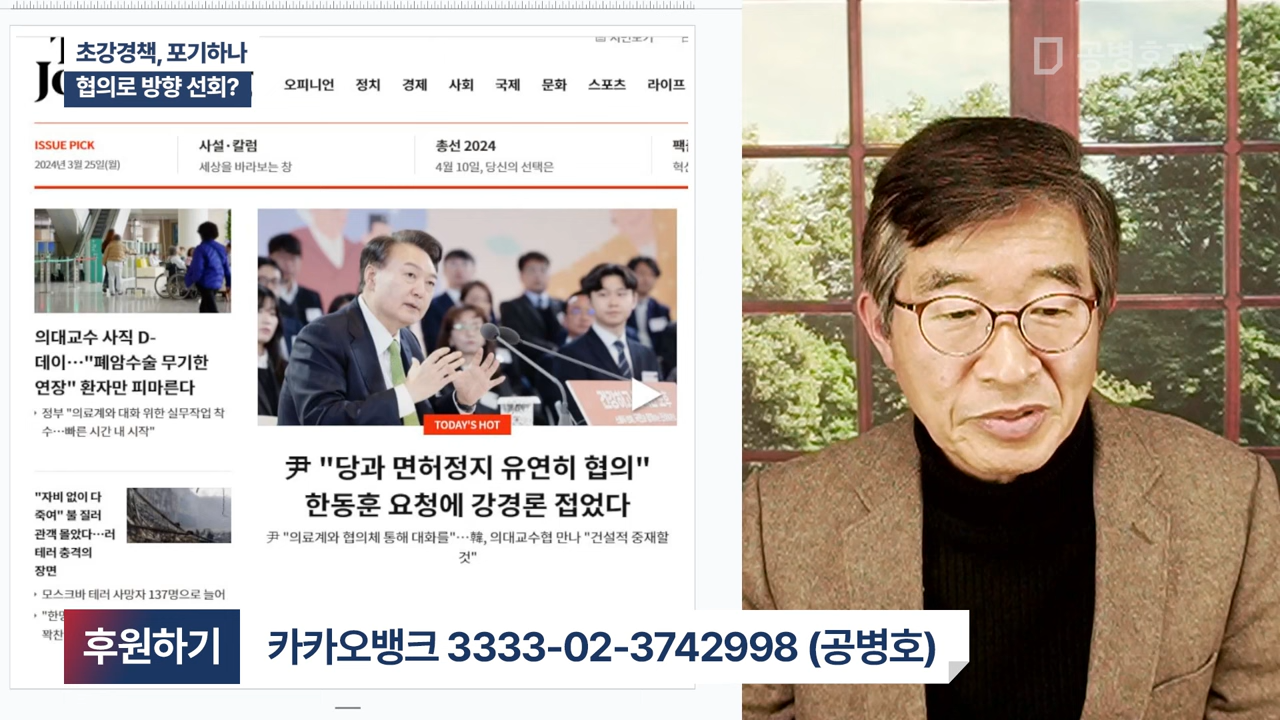 초강경책, 포기하나
협의로 방향 선회?
공병호TV
오피니언 정치 경제 사회 국제 문화 스포츠 라이프
ISSUE PICK
2024년 3월 25일(월)
사설·칼럼
세상을 바라보는 창
총선 2024
4월 10일, 당신의 선택은
의대교수 사직 D-
데이…"폐암수술 무기한
연장" 환자만 피마른다
정부 "의료계와 대화 위한 실무작업 착
수…빠른 시간 내 시작"
"자비 없이 다
죽여" 불 질러
관객 몰았다…러
테러 충격의
장면
모스크바 테러 사망자 137명으로 늘어
TODAY'S HOT
尹 "당과 면허정지 유연히 협의"
한동훈 요청에 강경론 접었다
尹 "의료계와 협의체 통해 대화를"…韓, 의대교수협 만나 "건설적 중재할
것"
후원하기
카카오뱅크 3333-02-3742998 (공병호)